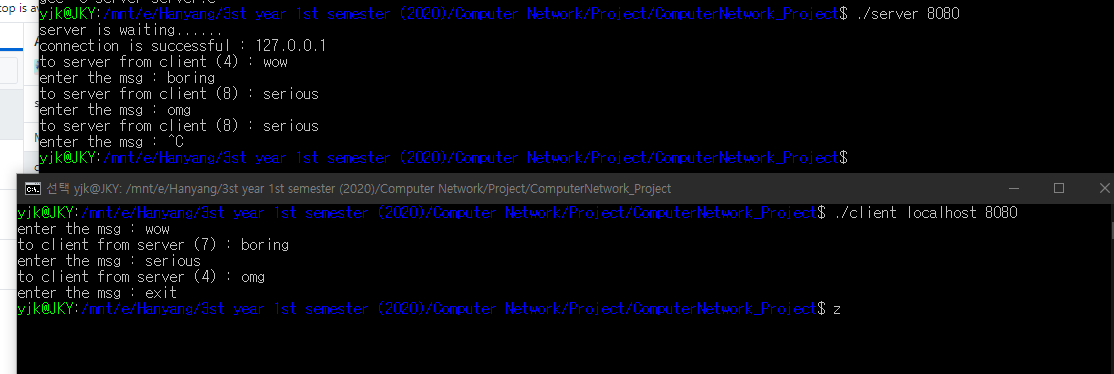 yjk@JKY:/mnt/e/Hanyang/3st year 1st semester (2020)/Computer Network/Project/ComputerNetwork_Project$ ./server 8080
server is waiting......
connection is successful : 127.0.0.1
to server from client (4) : wow
enter the msg : boring
to server from client (8) : serious
enter the msg : omg
to server from client (8) : serious
enter the msg : ^C
yjk@JKY:/mnt/e/Hanyang/3st year 1st semester (2020)/Computer Network/Project/ComputerNetwork_Project$
선택 yjk@JKY: /mnt/e/Hanyang/3st year 1st semester (2020)/Computer Network/Project/ComputerNetwork_Project
yjk@JKY:/mnt/e/Hanyang/3st year 1st semester (2020)/Computer Network/Project/ComputerNetwork_Project$ ./client localhost 8080
enter the msg : wow
to client from server (7) : boring
enter the msg : serious
to client from server (4) : omg
enter the msg : exit
yjk@JKY:/mnt/e/Hanyang/3st year 1st semester (2020)/Computer Network/Project/ComputerNetwork_Project$ z